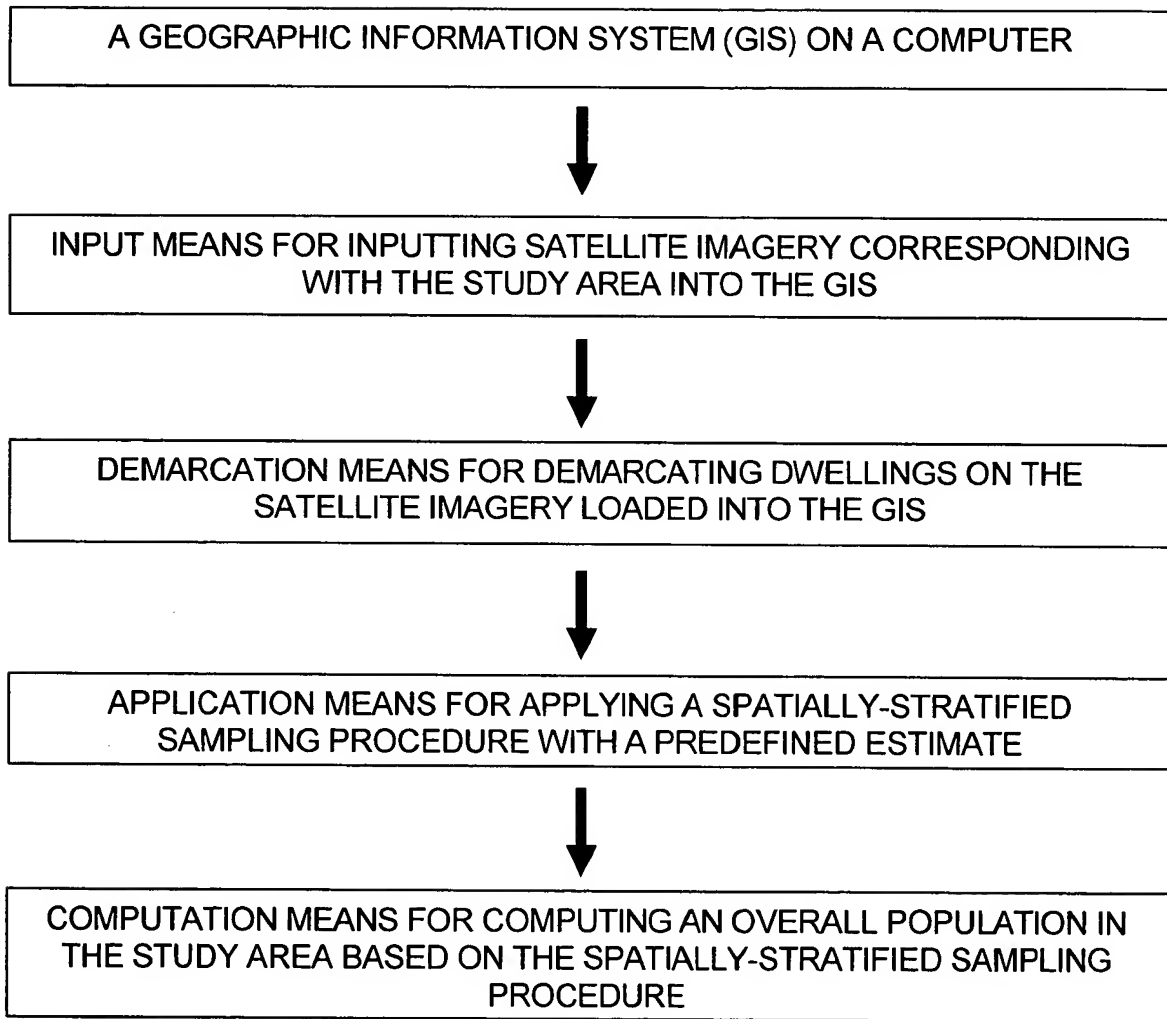 A GEOGRAPHIC INFORMATION SYSTEM (GIS) ON A COMPUTER
INPUT MEANS FOR INPUTTING SATELLITE IMAGERY CORRESPONDING
WITH THE STUDY AREA INTO THE GIS
DEMARCATION MEANS FOR DEMARCATING DWELLINGS ON THE
SATELLITE IMAGERY LOADED INTO THE GIS
APPLICATION MEANS FOR APPLYING A SPATIALLY-STRATIFIED
SAMPLING PROCEDURE WITH A PREDEFINED ESTIMATE
COMPUTATION MEANS FOR COMPUTING AN OVERALL POPULATION IN
THE STUDY AREA BASED ON THE SPATIALLY-STRATIFIED SAMPLING
PROCEDURE